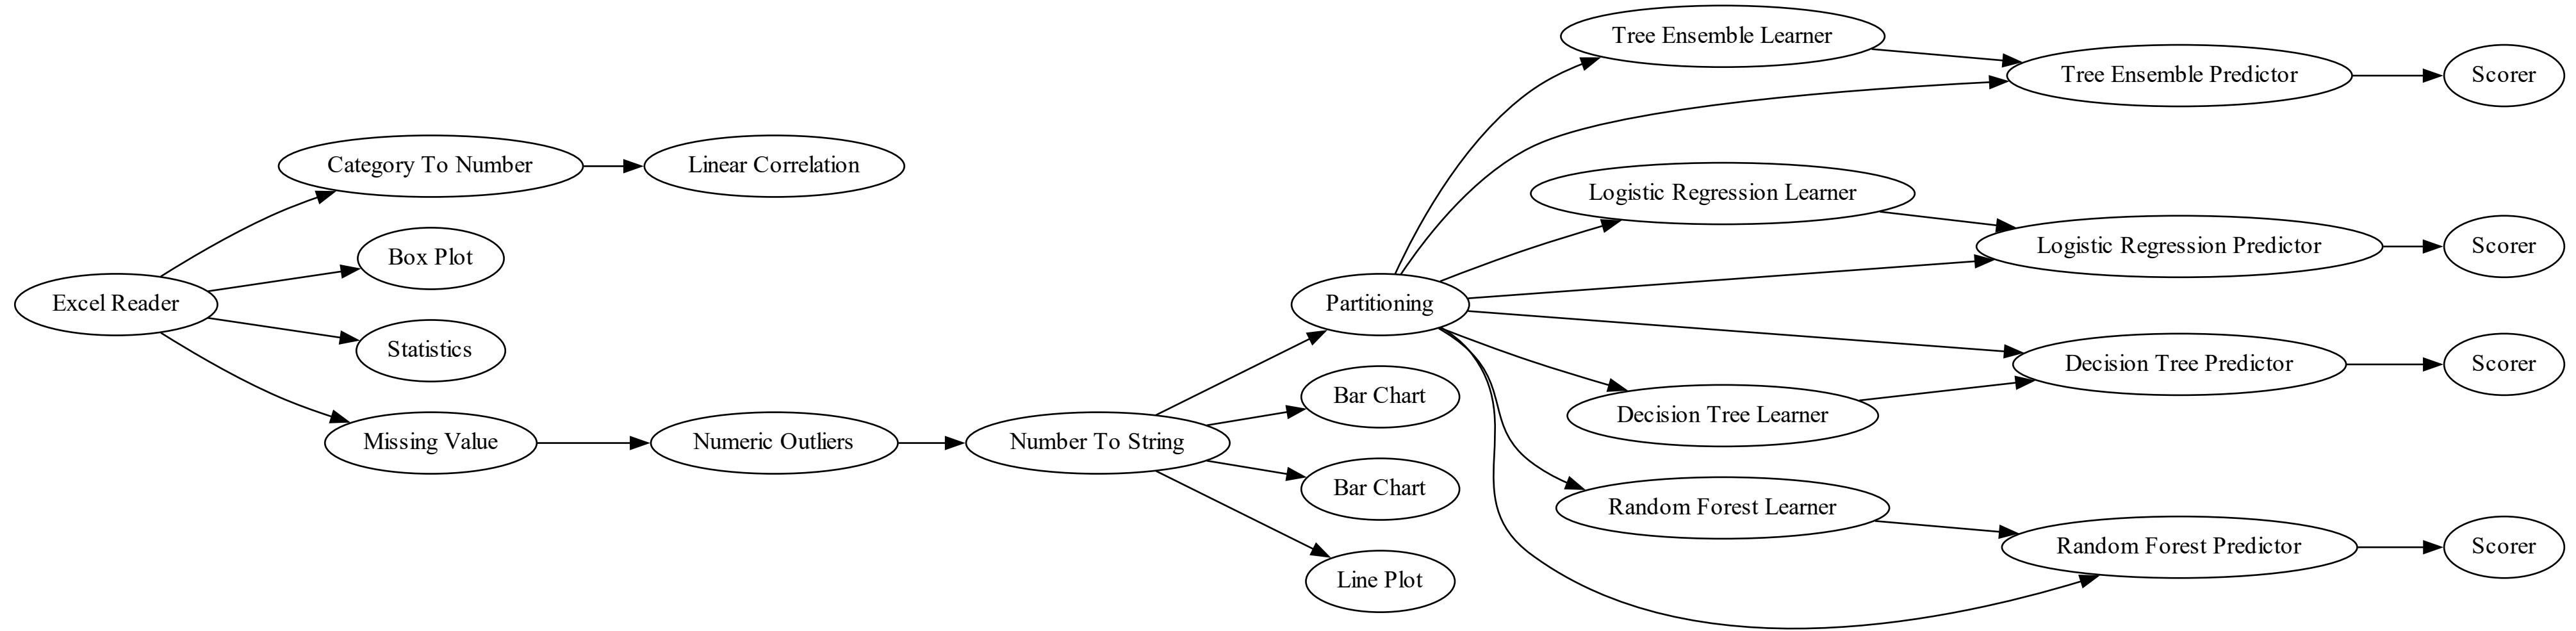 Excel Reader
Category To Number
Linear Correlation
Box Plot
Statistics
Missing Value
Numeric Outliers
Number To String
Partitioning
Bar Chart
Bar Chart
Line Plot
Tree Ensemble Learner
Tree Ensemble Predictor
Scorer
Logistic Regression Learner
Logistic Regression Predictor
Scorer
Decision Tree Predictor
Scorer
Decision Tree Learner
Random Forest Learner
Random Forest Predictor
Scorer